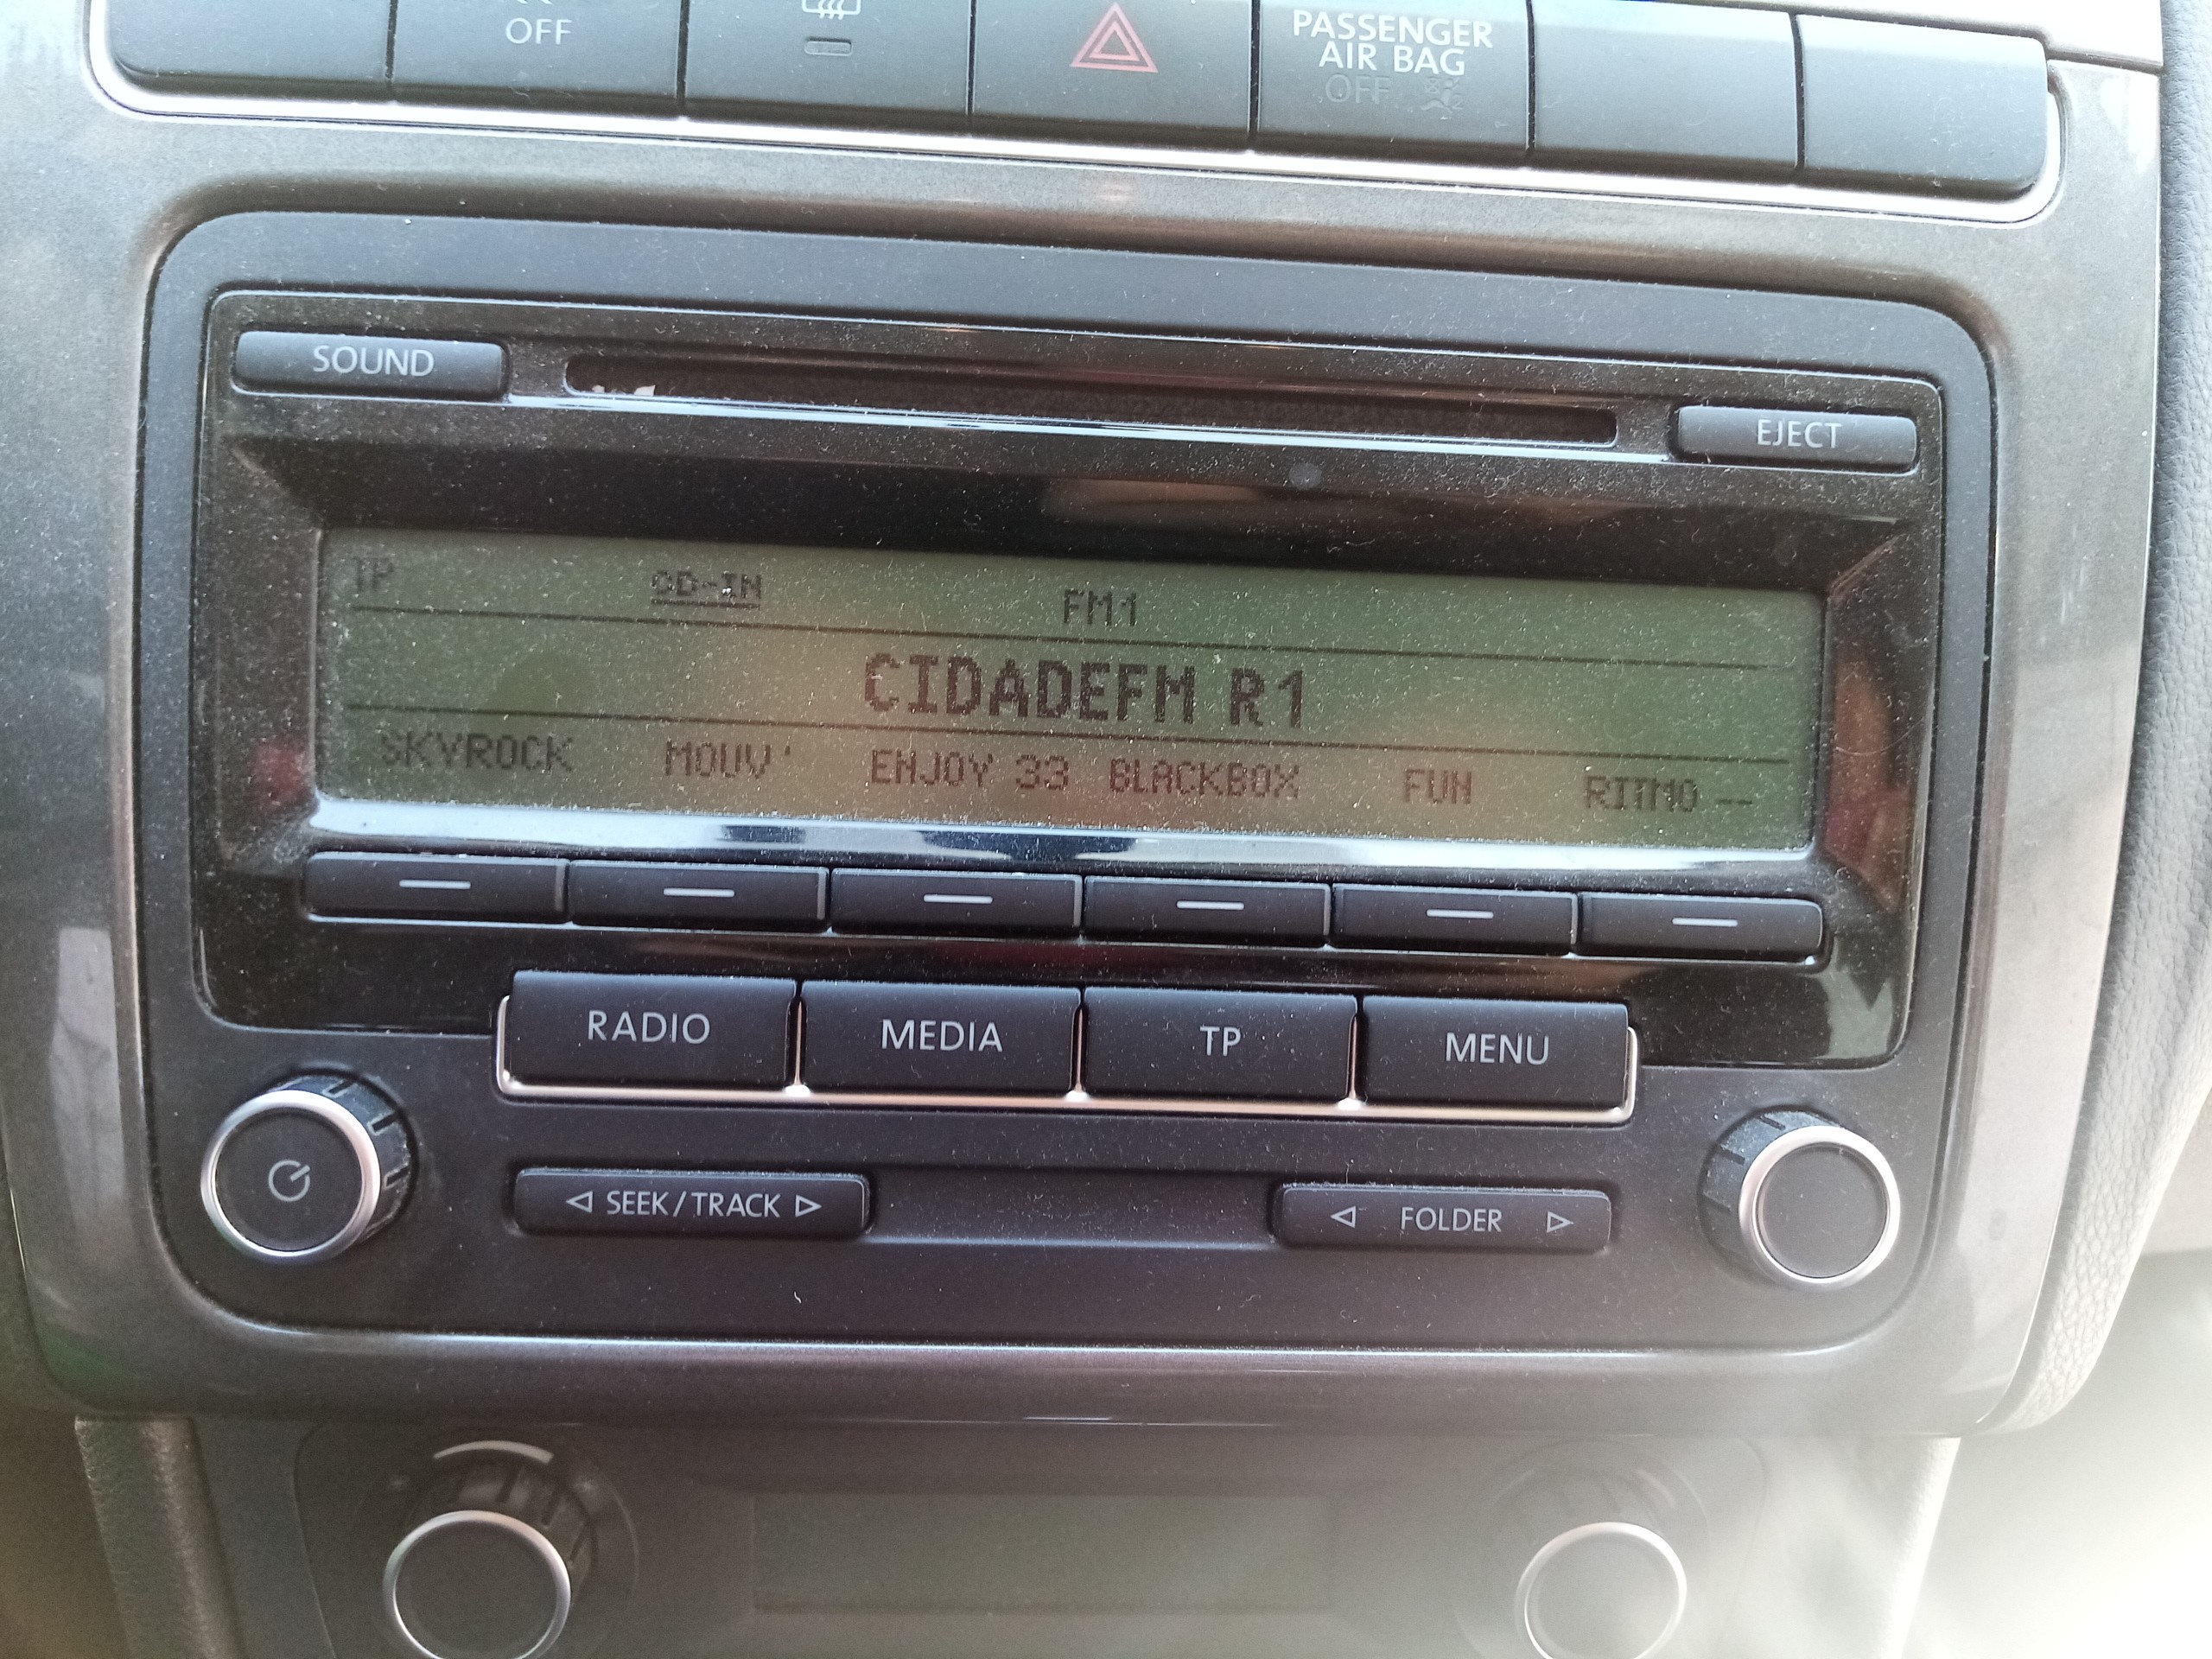 OFF
PASSENGER
AIR BAG
OFF
SOUND
EJECT
TP CD-IN FM1
CIDADEFM R1
SKYROCK MOUV' ENJOY 33 BLACKBOX FUN RITMO --
RADIO MEDIA TP MENU
SEEK/TRACK FOLDER